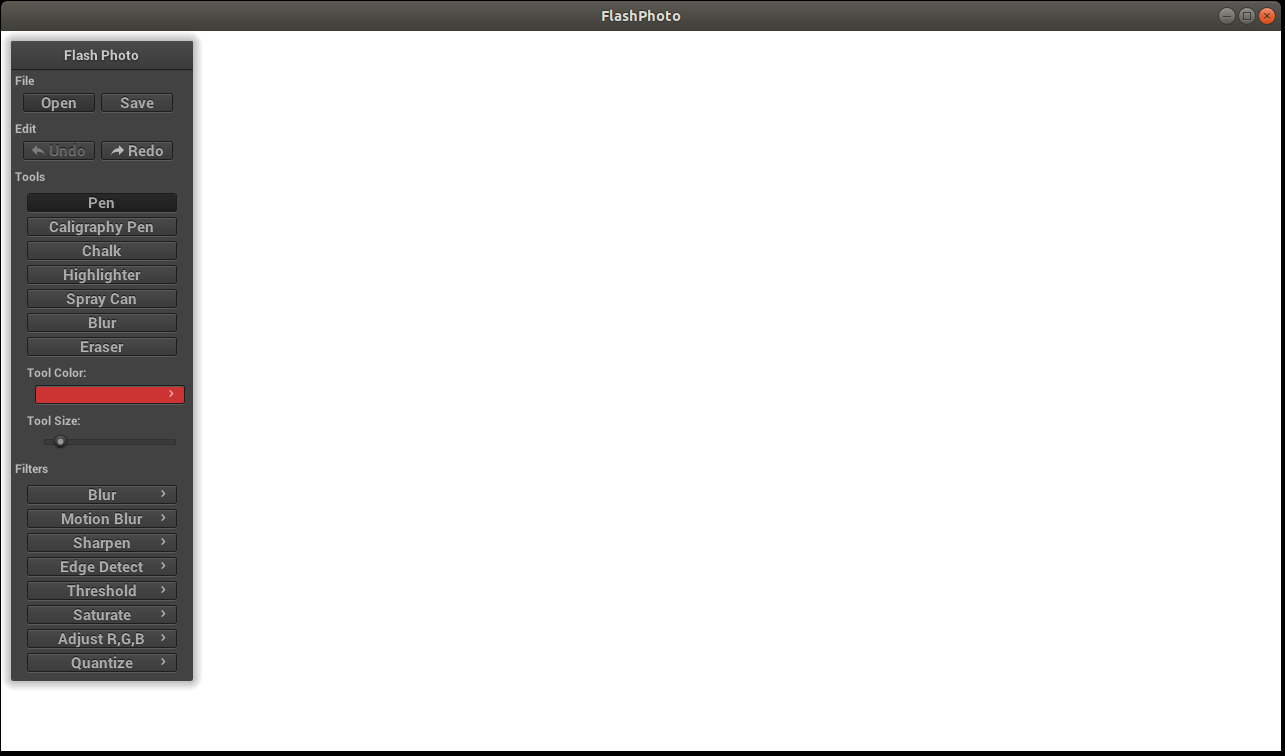 FlashPhoto
Flash Photo
File
Open Save
Edit
Undo Redo
Tools
Pen
Caligraphy Pen
Chalk
Highlighter
Spray Can
Blur
Eraser
Tool Color:
Tool Size:
Filters
Blur
Motion Blur
Sharpen
Edge Detect
Threshold
Saturate
Adjust R,G,B
Quantize